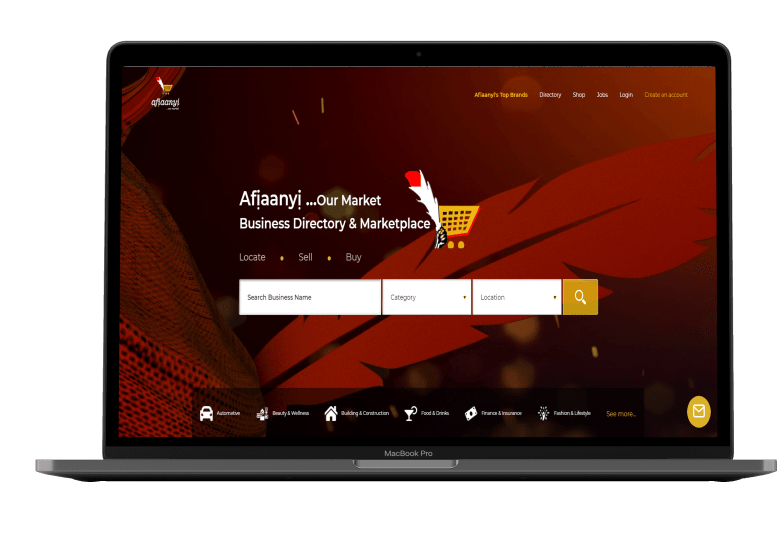 afịaanyị
Afịaanyị's Top Brands
Directory
Shop
Jobs
Login
Create an account
Afịaanyị ...Our Market
Business Directory & Marketplace
Locate • Sell • Buy
Search Business Name
Category
Location
Automotive
Beauty & Wellness
Building & Construction
Food & Drinks
Finance & Insurance
Fashion & Lifestyle
See more...
MacBook Pro